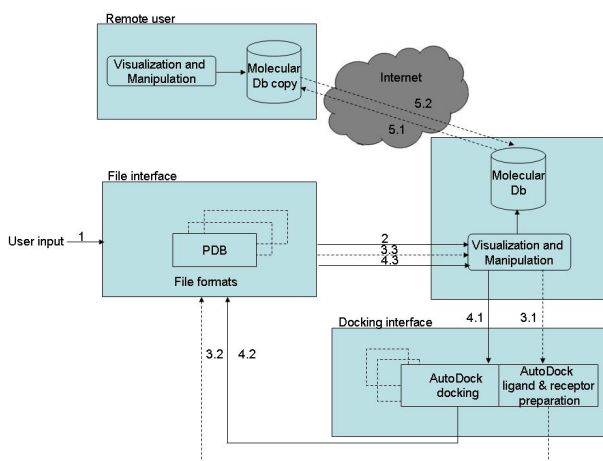 Remote user
Visualization and
Manipulation
Molecular
Db copy
Internet
5.2
5.1
Molecular
Db
File interface
User input
1
PDB
File formats
2
3.3
4.3
Visualization and
Manipulation
4.1
3.1
Docking interface
3.2
4.2
AutoDock
docking
AutoDock
ligand & receptor
preparation